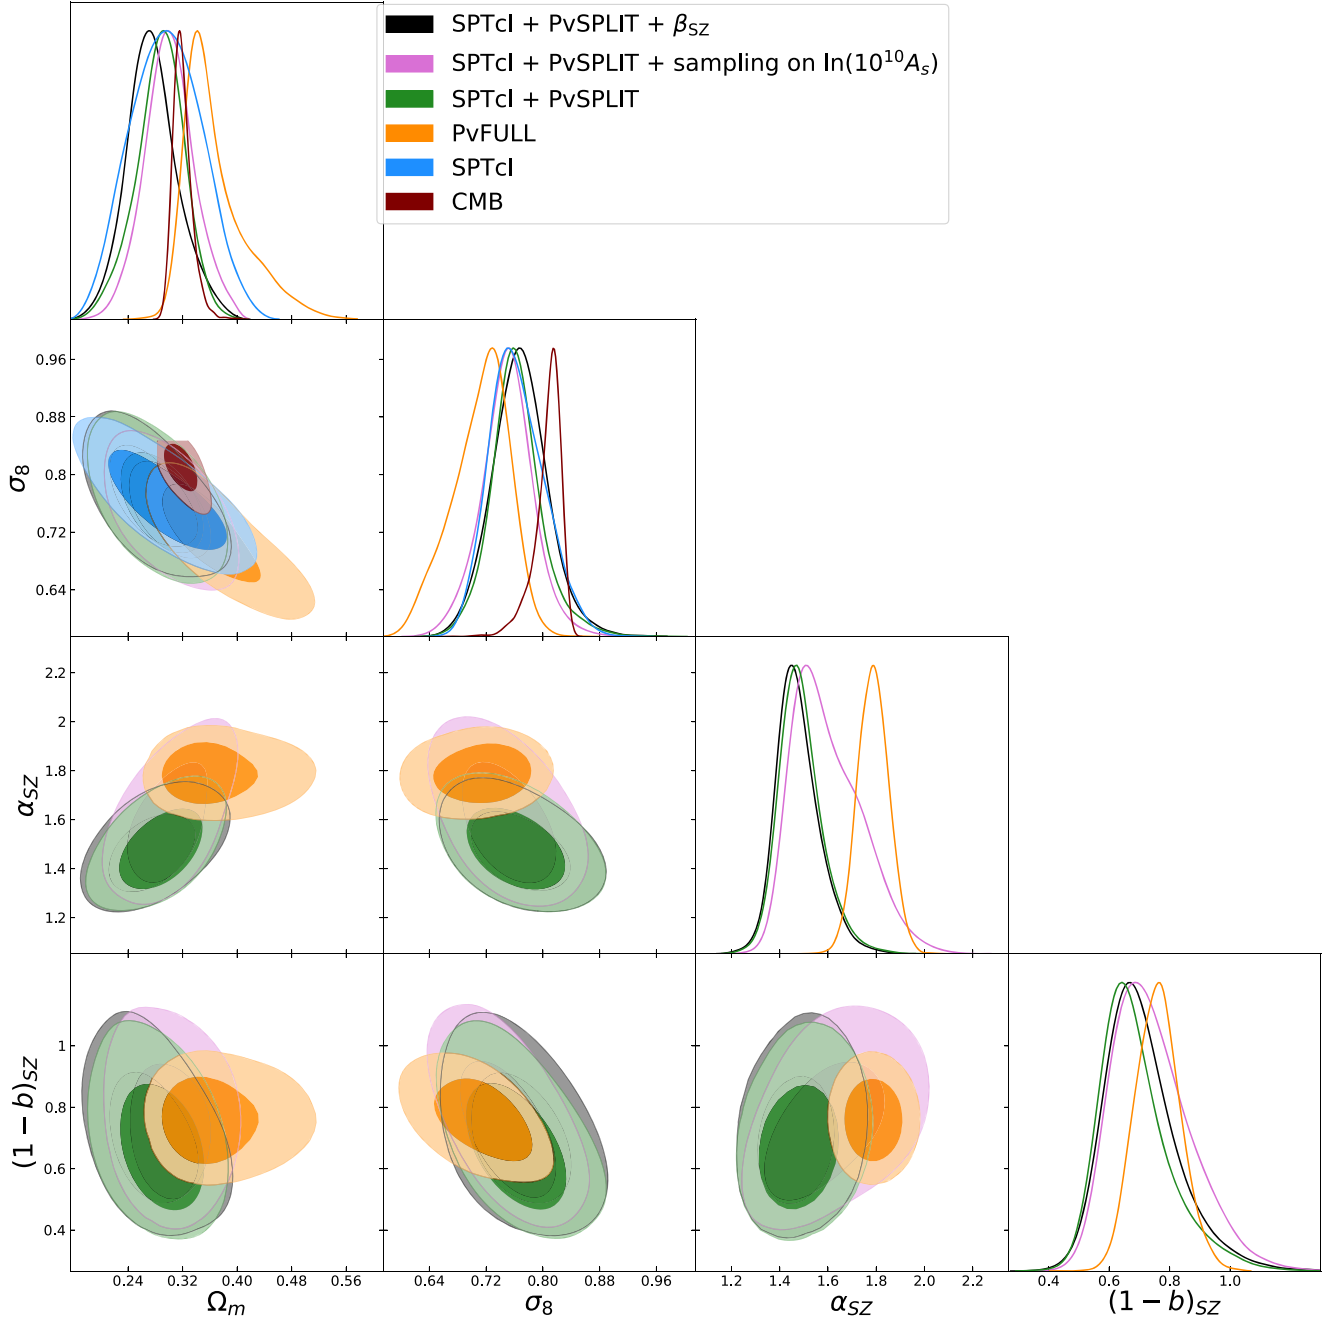 SPTcl + PvSPLIT + β_SZ
SPTcl + PvSPLIT + sampling on ln(10¹⁰A_s)
SPTcl + PvSPLIT
PvFULL
SPTcl
CMB
0.96
0.88
0.8
0.72
0.64
σ_8
2.2
2
1.8
1.6
1.4
1.2
α_SZ
1
0.8
0.6
0.4
(1 − b)_SZ
0.24 0.32 0.40 0.48 0.56
0.64 0.72 0.80 0.88 0.96
1.2 1.4 1.6 1.8 2.0 2.2
0.4 0.6 0.8 1.0
Ω_m
σ_8
α_SZ
(1 − b)_SZ